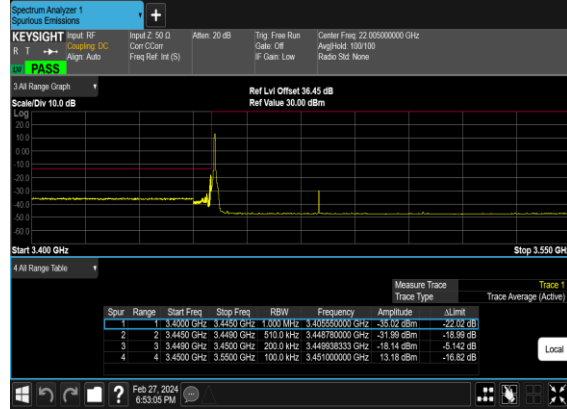 Spectrum Analyzer 1
Spurious Emissions
KEYSIGHT Input: RF Input Z: 50 Ω Atten: 20 dB Trig: Free Run Center Freq: 22.005000000 GHz
R T Coupling: DC Corr CCorr Gate: Off Avg|Hold: 100/100
Align: Auto Freq Ref: Int (S) IF Gain: Low Radio Std: None
PASS
3 All Range Graph
Ref Lvl Offset 36.45 dB
Scale/Div 10.0 dB Ref Value 30.00 dBm
Log
20.0
10.0
0.00
-10.0
-20.0
-30.0
-40.0
-50.0
-60.0
Start 3.400 GHz Stop 3.550 GHz
4 All Range Table
Measure Trace Trace 1
Trace Type Trace Average (Active)
Spur Range Start Freq Stop Freq RBW Frequency Amplitude ΔLimit
1 1 3.4000 GHz 3.4450 GHz 1.000 MHz 3.405550000 GHz -35.02 dBm -22.02 dB
2 2 3.4450 GHz 3.4490 GHz 510.0 kHz 3.448780000 GHz -31.99 dBm -18.99 dB
3 3 3.4490 GHz 3.4500 GHz 200.0 kHz 3.449938333 GHz -18.14 dBm -5.142 dB
4 4 3.4500 GHz 3.5500 GHz 100.0 kHz 3.451000000 GHz 13.18 dBm -16.82 dB
Local
?
Feb 27, 2024
6:53:05 PM